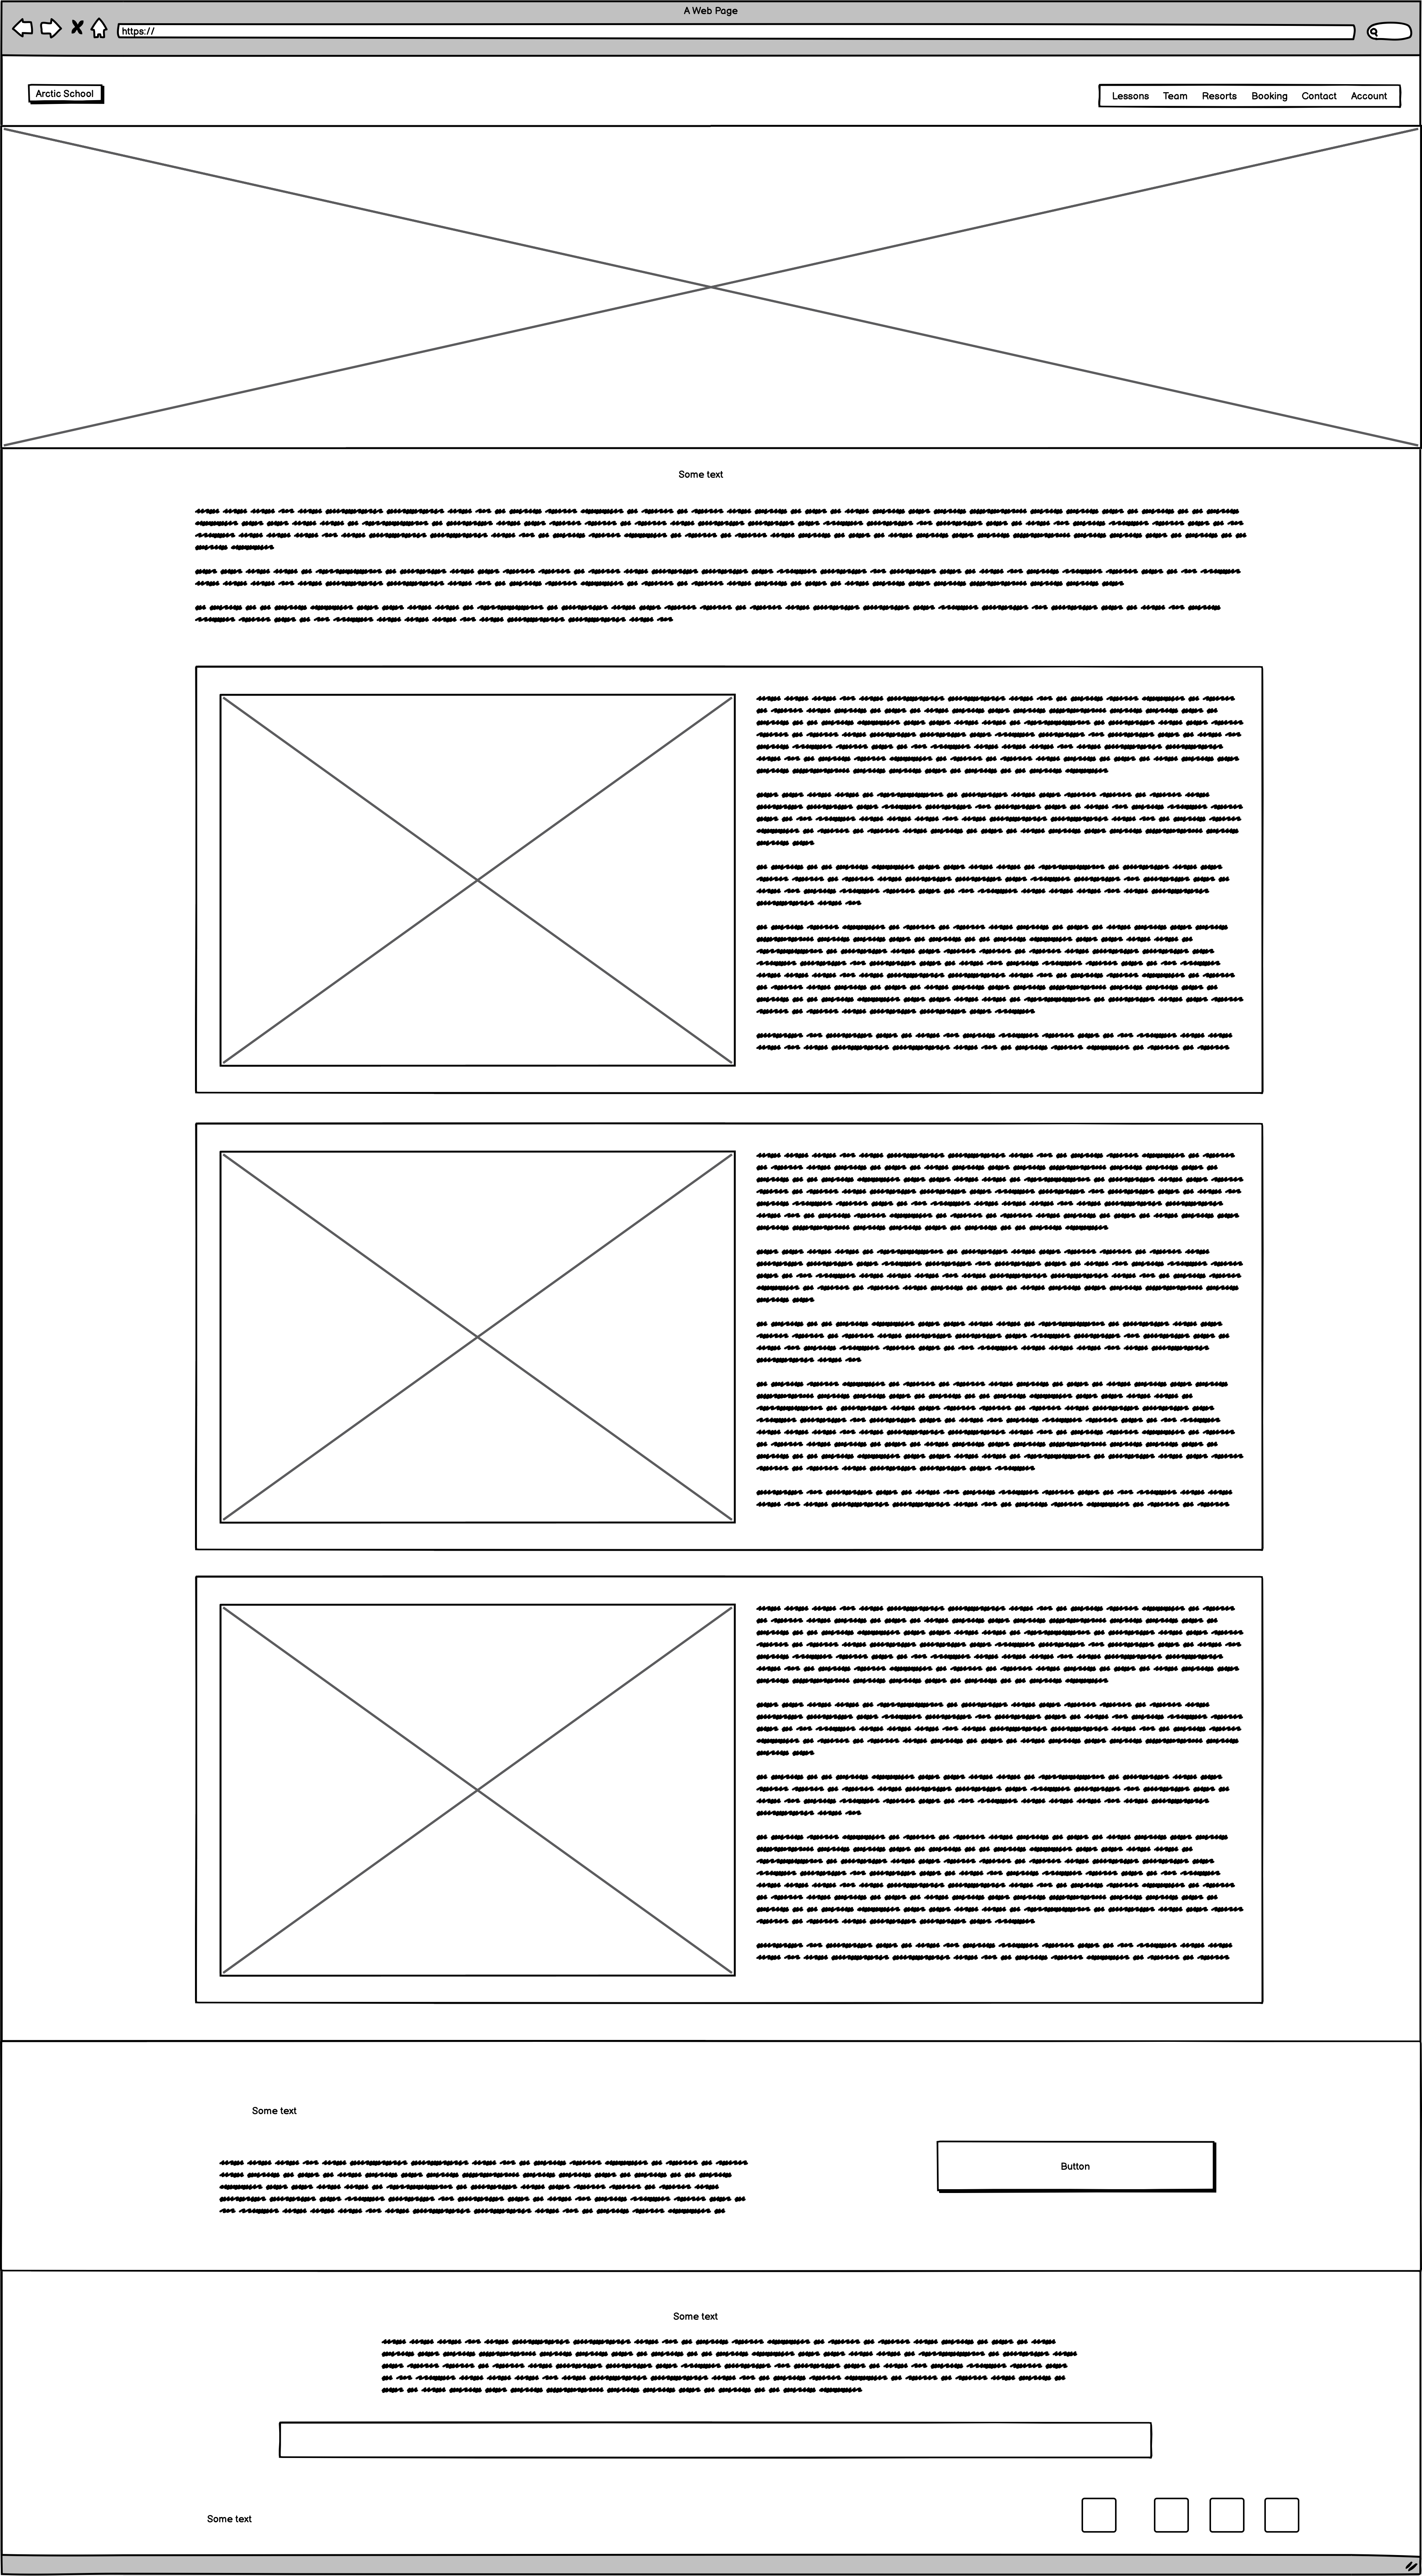 A Web Page
https://
Arctic School
Lessons Team Resorts Booking Contact Account
Some text
Some text
Button
Some text
Some text